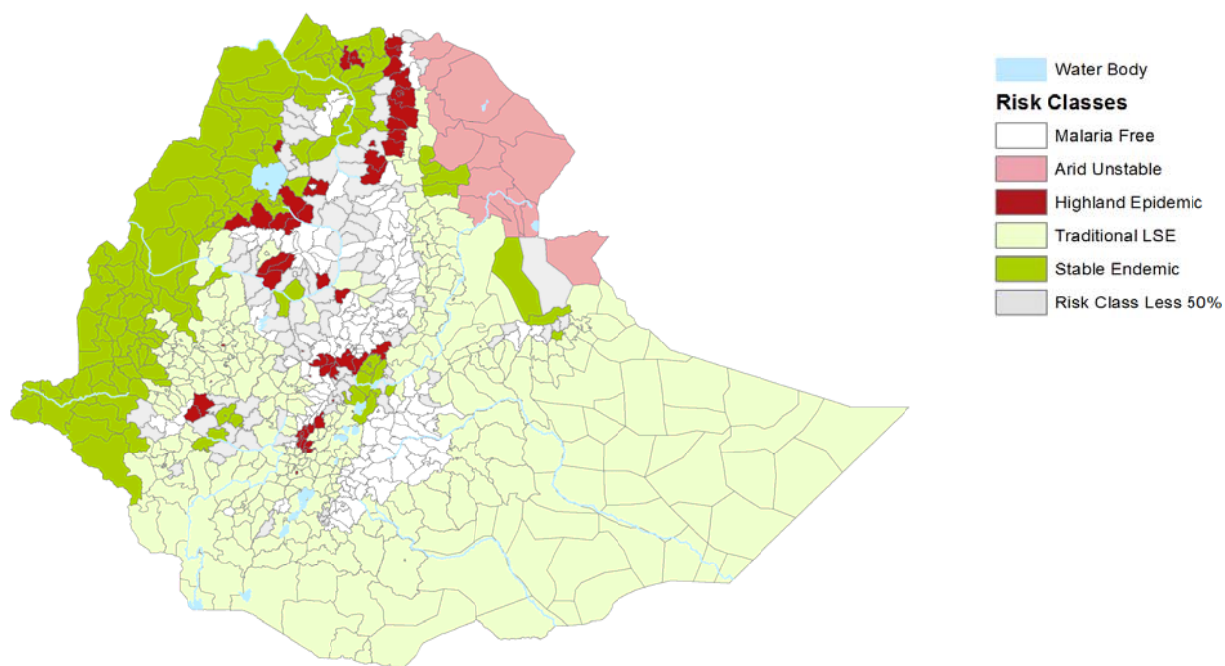 Water Body
Risk Classes
Malaria Free
Arid Unstable
Highland Epidemic
Traditional LSE
Stable Endemic
Risk Class Less 50%